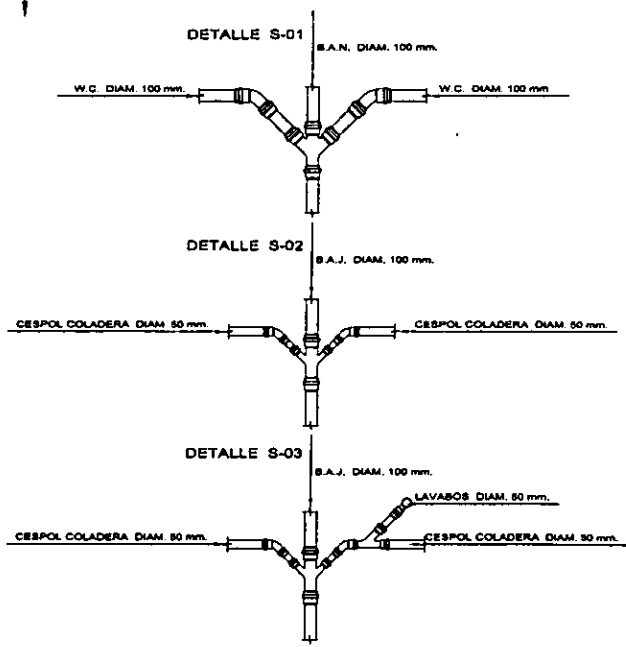 DETALLE S-01
B.A.N. DIAM. 100 mm.
W.C. DIAM. 100 mm.
W.C. DIAM. 100 mm.
DETALLE S-02
B.A.J. DIAM. 100 mm.
CESPOL COLADERA DIAM. 50 mm.
CESPOL COLADERA DIAM. 50 mm.
DETALLE S-03
B.A.J. DIAM. 100 mm.
LAVABOS DIAM. 50 mm.
CESPOL COLADERA DIAM. 50 mm.
CESPOL COLADERA DIAM. 50 mm.